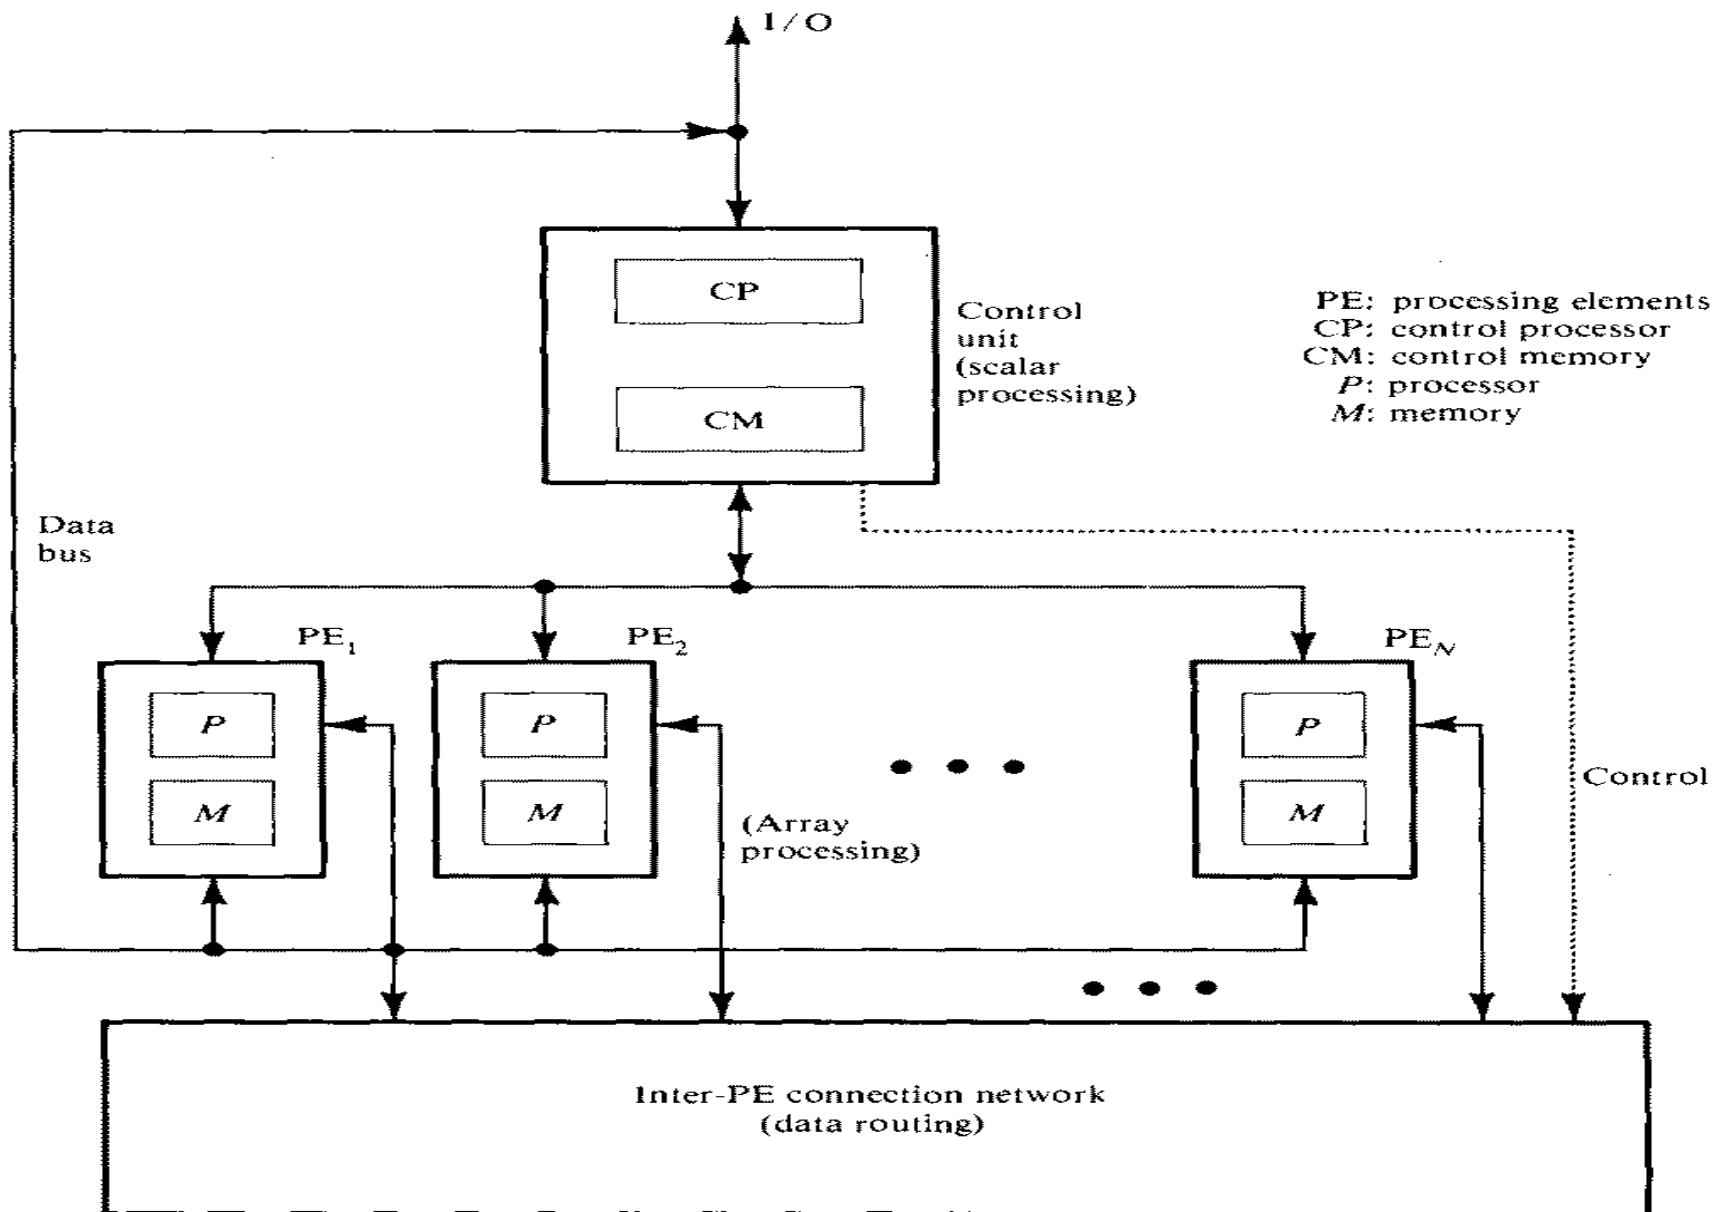 I/O
CP
CM
Control
unit
(scalar
processing)
PE: processing elements
CP: control processor
CM: control memory
P: processor
M: memory
Data
bus
PE1
PE2
PEN
P
P
P
M
M
M
(Array
processing)
Control
Inter-PE connection network
(data routing)